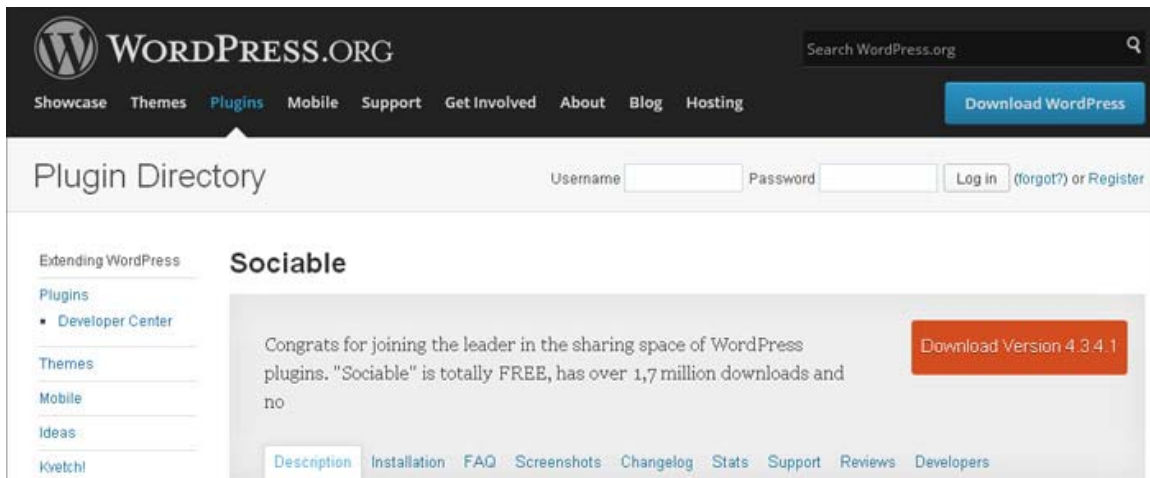 WORDPRESS.ORG
Search WordPress.org
Showcase Themes Plugins Mobile Support Get Involved About Blog Hosting
Download WordPress
Plugin Directory
Username Password Log in (forgot?) or Register
Extending WordPress
Plugins
Developer Center
Themes
Mobile
Ideas
Kvetch!
Sociable
Congrats for joining the leader in the sharing space of WordPress
plugins. "Sociable" is totally FREE, has over 1,7 million downloads and
no
Download Version 4.3.4.1
Description Installation FAQ Screenshots Changelog Stats Support Reviews Developers